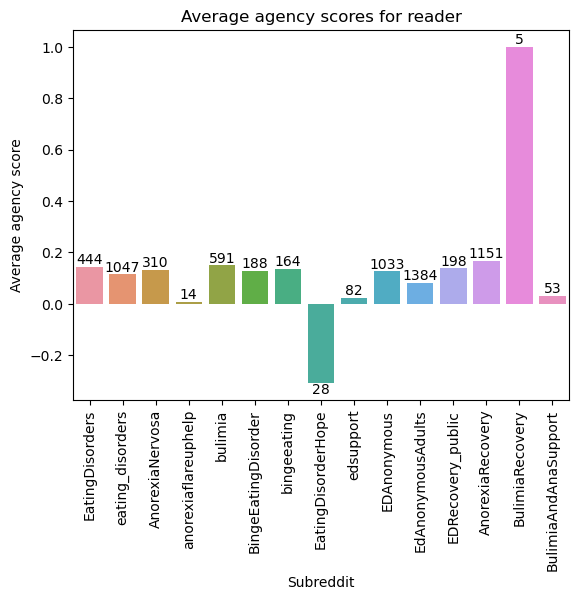 Average agency scores for reader
Average agency score
1.0
0.8
0.6
0.4
0.2
0.0
−0.2
444
1047
310
14
591
188
164
28
82
1033
1384
198
1151
5
53
EatingDisorders
eating_disorders
AnorexiaNervosa
anorexiaflareuphelp
bulimia
BingeEatingDisorder
bingeeating
EatingDisorderHope
edsupport
EDAnonymous
EdAnonymousAdults
EDRecovery_public
AnorexiaRecovery
BulimiaRecovery
BulimiaAndAnaSupport
Subreddit